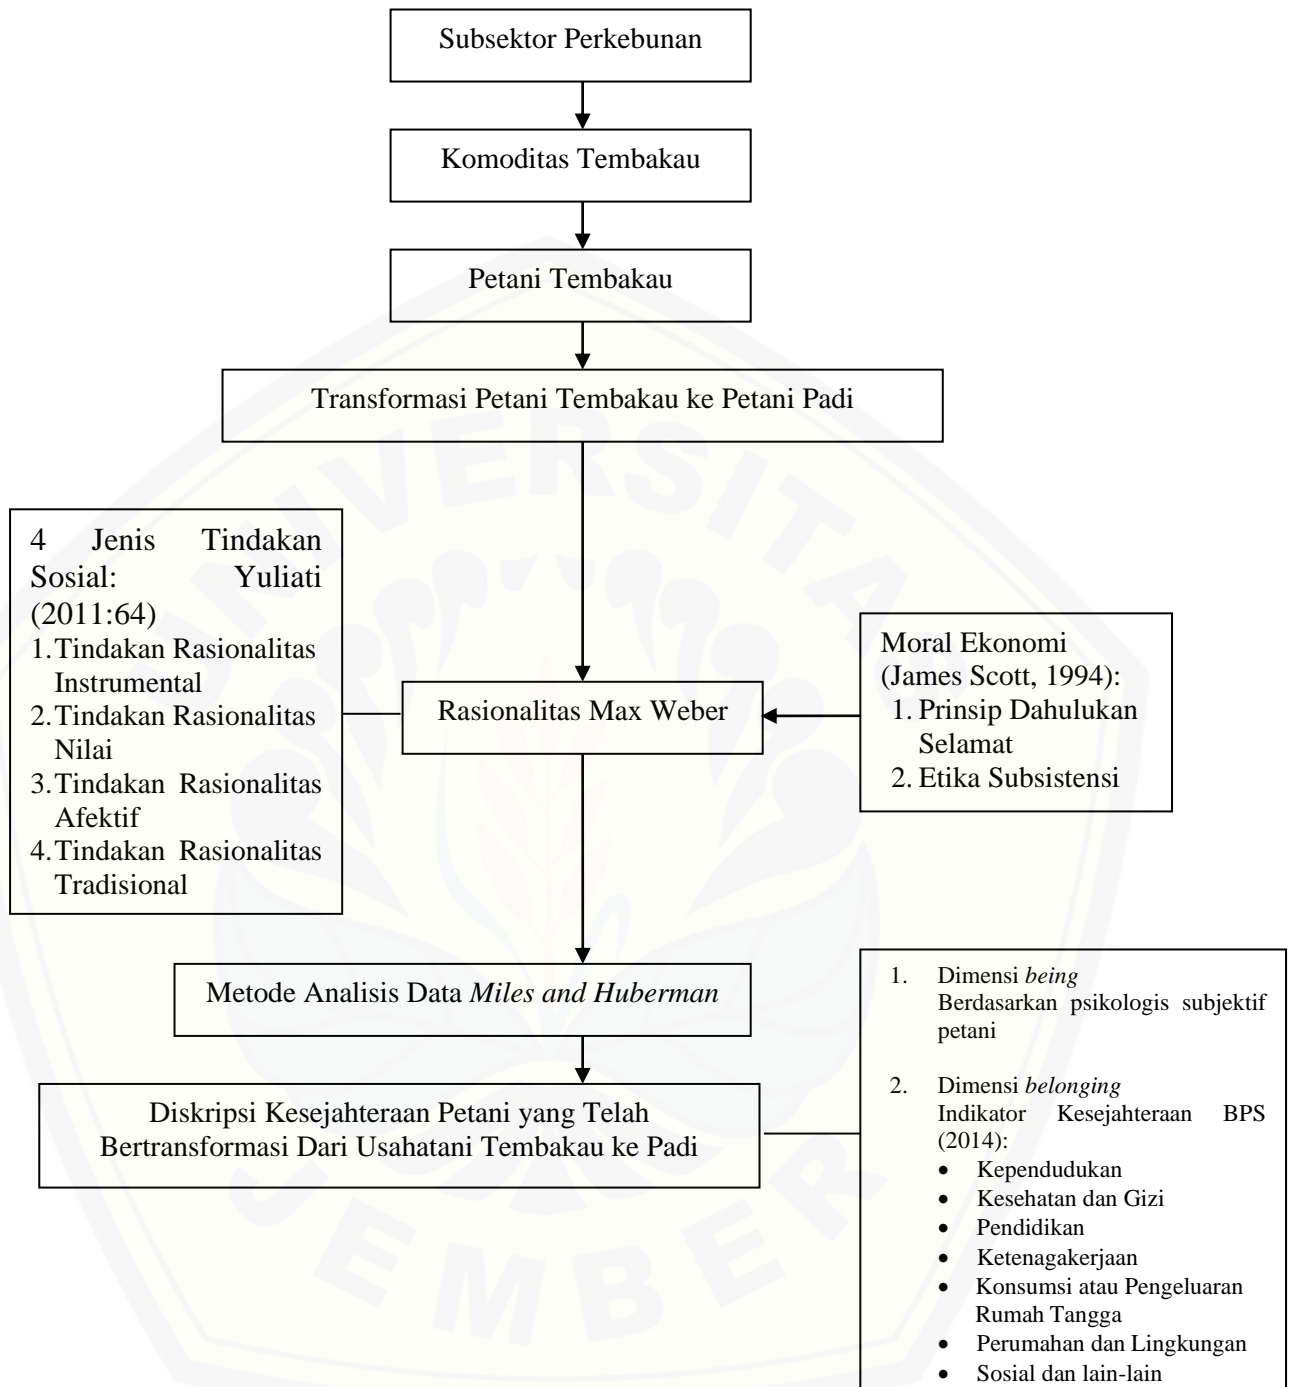 Subsektor Perkebunan
Komoditas Tembakau
Petani Tembakau
Transformasi Petani Tembakau ke Petani Padi
4 Jenis Tindakan
Sosial: Yuliati
(2011:64)
1. Tindakan Rasionalitas
Instrumental
2. Tindakan Rasionalitas
Nilai
3. Tindakan Rasionalitas
Afektif
4. Tindakan Rasionalitas
Tradisional
Rasionalitas Max Weber
Moral Ekonomi
(James Scott, 1994):
1. Prinsip Dahulukan
Selamat
2. Etika Subsistensi
Metode Analisis Data Miles and Huberman
Diskripsi Kesejahteraan Petani yang Telah
Bertransformasi Dari Usahatani Tembakau ke Padi
1. Dimensi being
Berdasarkan psikologis subjektif
petani
2. Dimensi belonging
Indikator Kesejahteraan BPS
(2014):
• Kependudukan
• Kesehatan dan Gizi
• Pendidikan
• Ketenagakerjaan
• Konsumsi atau Pengeluaran
Rumah Tangga
• Perumahan dan Lingkungan
• Sosial dan lain-lain
UNIVERSITAS
JEMBER